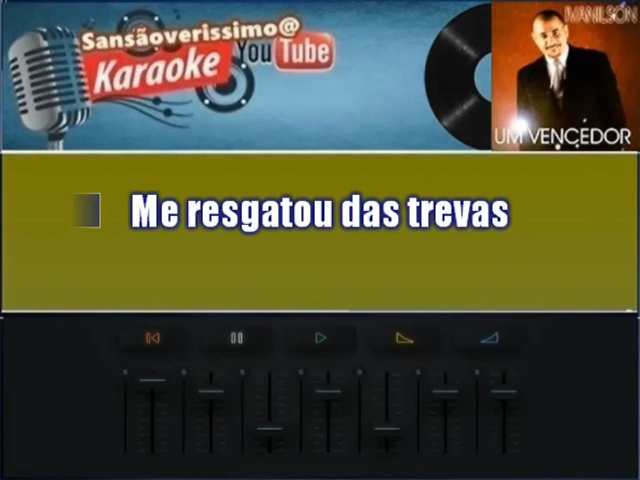 Sansãoverissimo@
YouTube
Karaoke
IVANILSON
UM VENCEDOR
Me resgatou das trevas